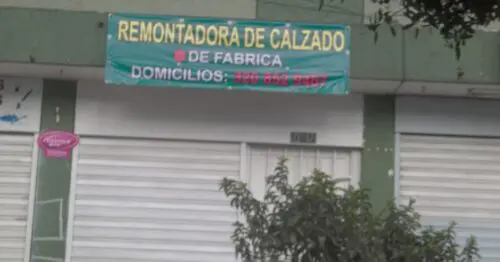 REMONTADORA DE CALZADO
DE FABRICA
DOMICILIOS: